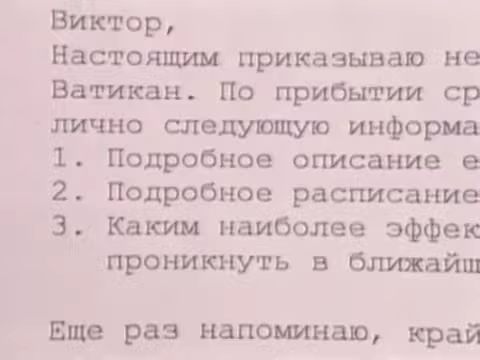 Виктор,
Настоящим приказываю не
Ватикан. По прибытии ср
лично следующую информа
1. Подробное описание е
2. Подробное расписание
3. Каким наиболее эффек
проникнуть в ближайш
Еще раз напоминаю, край